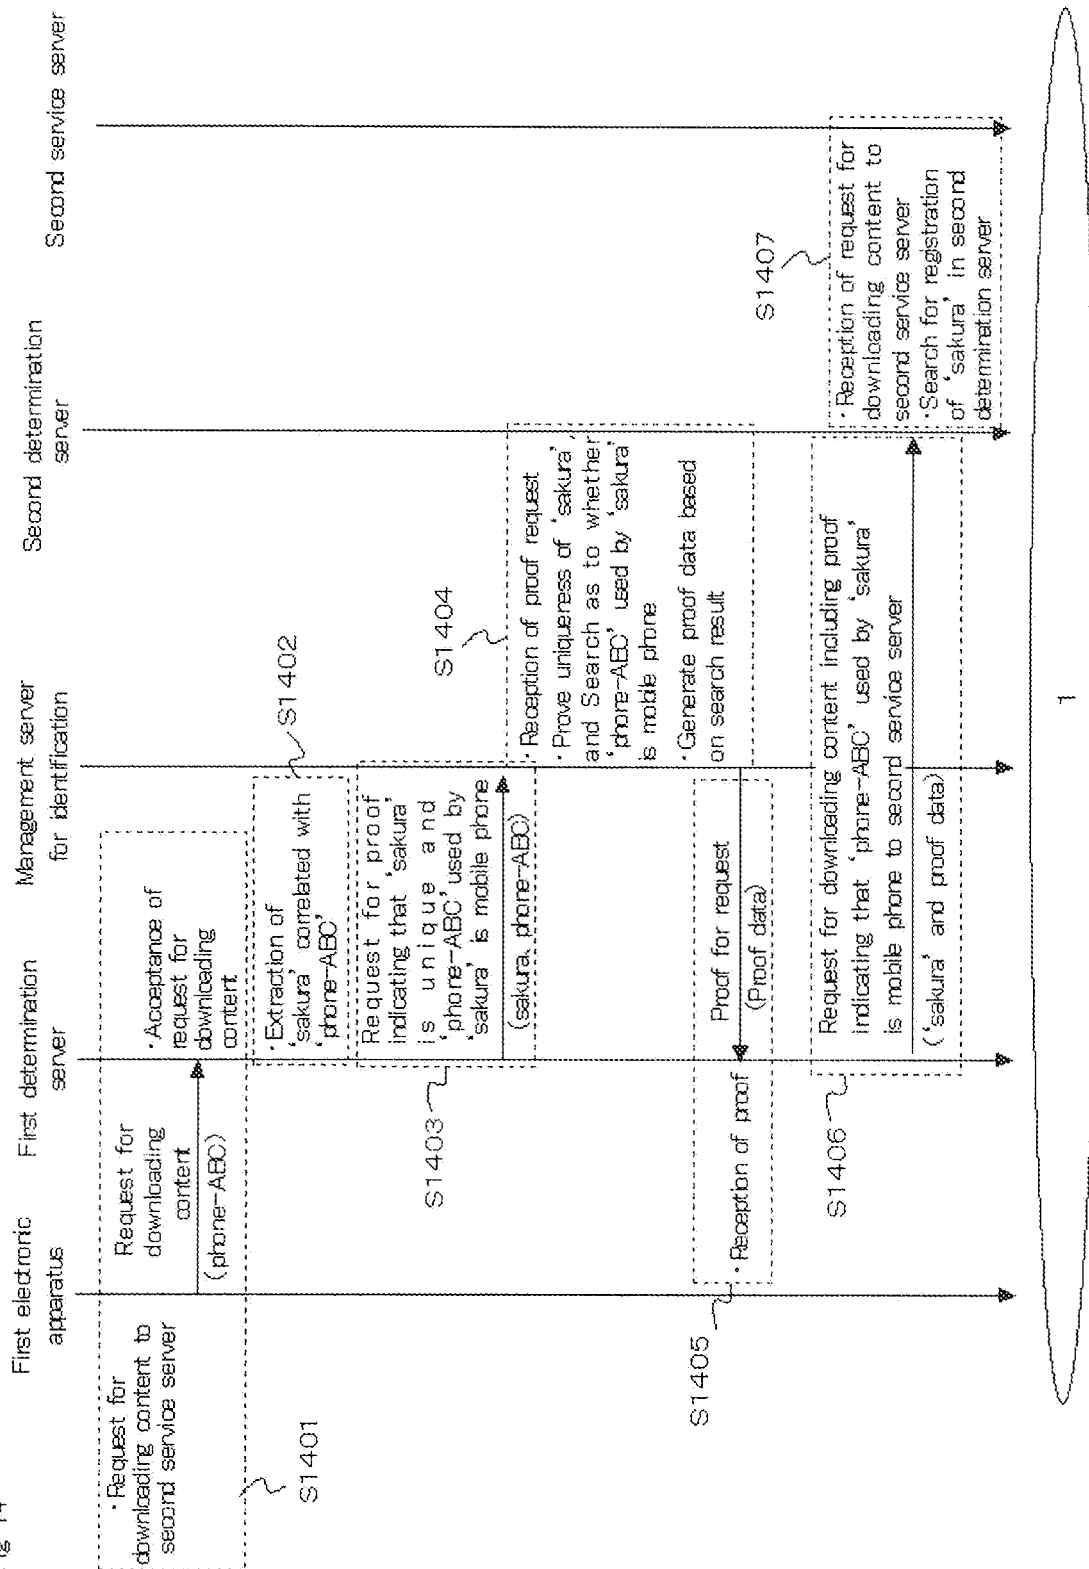 First electronic
apparatus
First determination
server
Management server
for identification
Second determination
server
Second service server
・Request for
downloading content to
second service server
S1401
Request for
downloading
content
(phone-ABC)
・Acceptance of
request for
downloading
content
・Extraction of
‘sakura’ correlated with
‘phone-ABC’
S1402
Request for proof
indicating that ‘sakura’
is unique and
‘phone-ABC’ used by
‘sakura’ is mobile phone
(sakura, phone-ABC)
S1403
S1404
・Reception of proof request
・Prove uniqueness of ‘sakura’,
and Search as to whether
‘phone-ABC’ used by ‘sakura’
is mobile phone
・Generate proof data based
on search result
Proof for request
(Proof data)
・Reception of proof
S1405
Request for downloading content including proof
indicating that ‘phone-ABC’ used by ‘sakura’
is mobile phone to second service server
(‘sakura’ and proof data)
S1406
S1407
・Reception of request for
downloading content to
second service server
・Search for registration
of ‘sakura’ in second
determination server
1